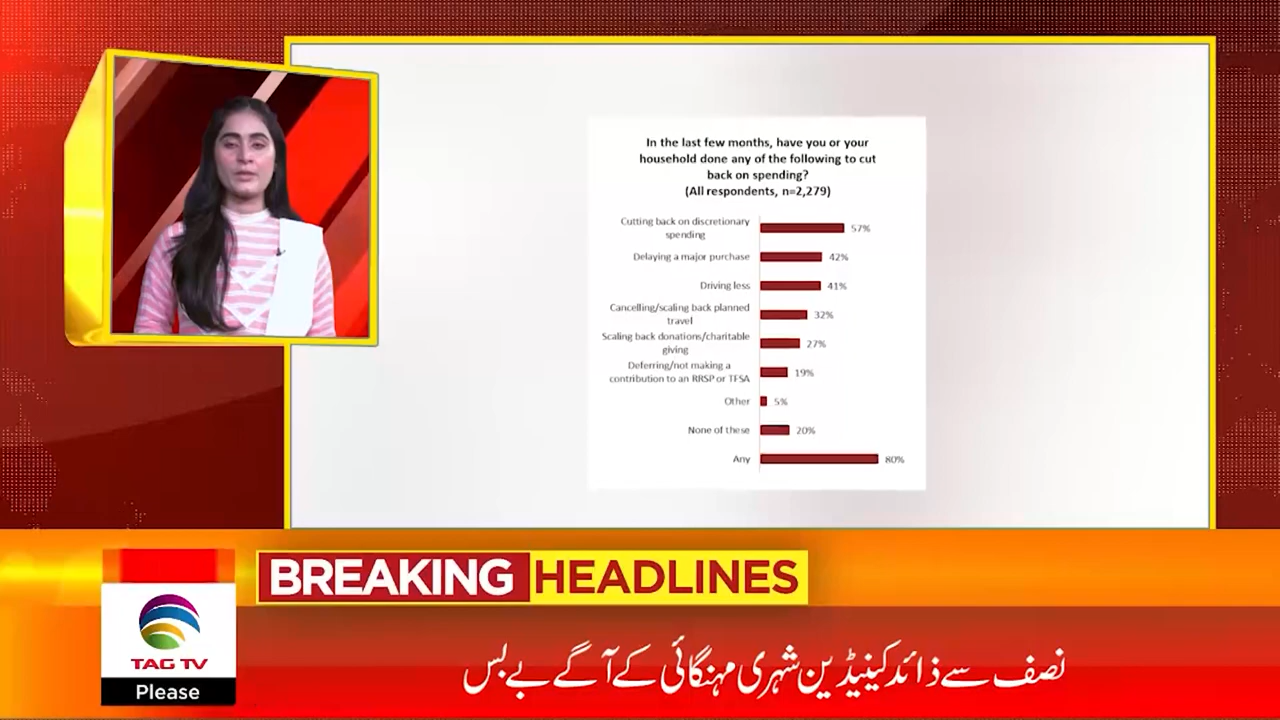 In the last few months, have you or your
household done any of the following to cut
back on spending?
(All respondents, n=2,279)
Cutting back on discretionary
spending
57%
Delaying a major purchase
42%
Driving less
41%
Cancelling/scaling back planned
travel
32%
Scaling back donations/charitable
giving
27%
Deferring/not making a
contribution to an RRSP or TFSA
19%
Other
5%
None of these
20%
Any
80%
BREAKING HEADLINES
TAG TV
Please
نصف سے ذائد کینیڈین شہری مہنگائی کے آگے بے بس